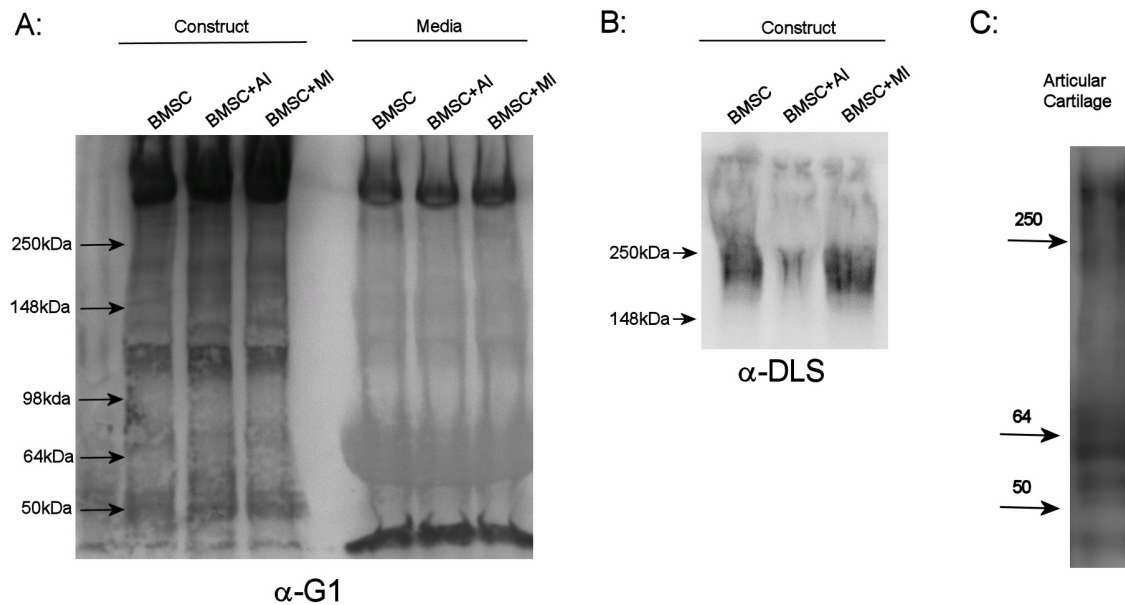 A:
Construct
Media
BMSC
BMSC+AI
BMSC+MI
BMSC
BMSC+AI
BMSC+MI
250kDa
148kDa
98kda
64kDa
50kDa
α-G1
B:
Construct
BMSC
BMSC+AI
BMSC+MI
250kDa
148kDa
α-DLS
C:
Articular
Cartilage
250
64
50